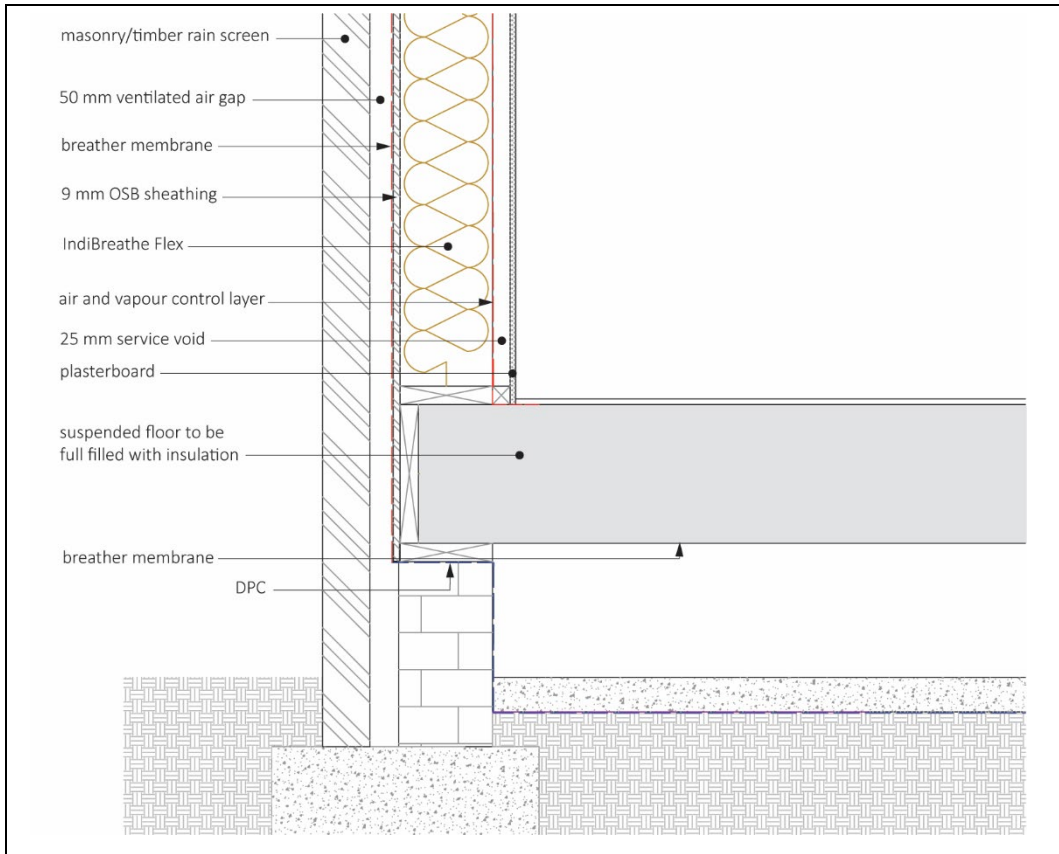 masonry/timber rain screen
50 mm ventilated air gap
breather membrane
9 mm OSB sheathing
IndiBreathe Flex
air and vapour control layer
25 mm service void
plasterboard
suspended floor to be
full filled with insulation
breather membrane
DPC